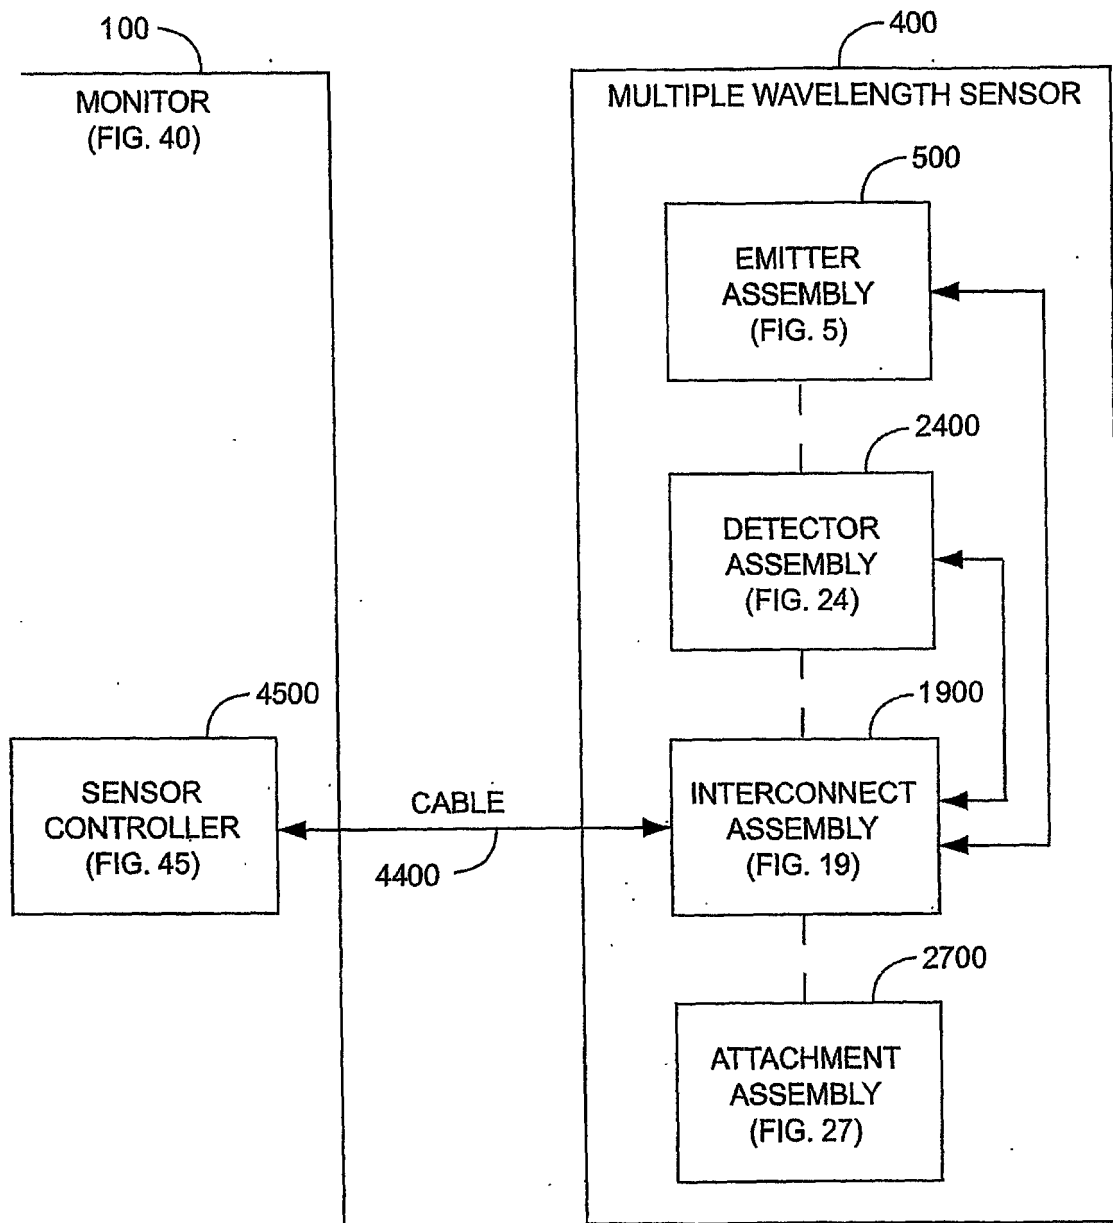 100
400
MONITOR
(FIG. 40)
MULTIPLE WAVELENGTH SENSOR
500
EMITTER
ASSEMBLY
(FIG. 5)
2400
DETECTOR
ASSEMBLY
(FIG. 24)
4500
1900
SENSOR
CONTROLLER
(FIG. 45)
CABLE
4400
INTERCONNECT
ASSEMBLY
(FIG. 19)
2700
ATTACHMENT
ASSEMBLY
(FIG. 27)